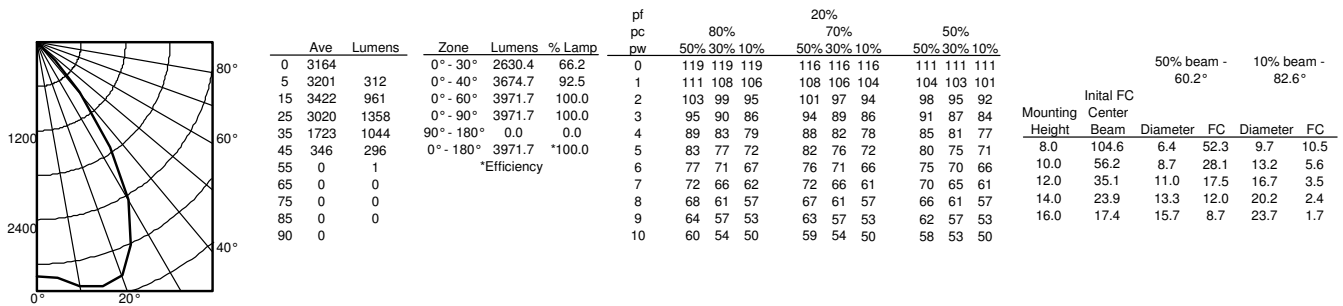 80°
60°
40°
20°
0°
1200
2400
Ave Lumens
0 3164
5 3201 312
15 3422 961
25 3020 1358
35 1723 1044
45 346 296
55 0 1
65 0 0
75 0 0
85 0 0
90 0
Zone Lumens % Lamp
0°- 30° 2630.4 66.2
0°- 40° 3674.7 92.5
0°- 60° 3971.7 100.0
0°- 90° 3971.7 100.0
90°- 180° 0.0 0.0
0°- 180° 3971.7 *100.0
*Efficiency
pf 20%
pc 80% 70% 50%
pw 50% 30% 10% 50% 30% 10% 50% 30% 10%
0 119 119 119 116 116 116 111 111 111
1 111 108 106 108 106 104 104 103 101
2 103 99 95 101 97 94 98 95 92
3 95 90 86 94 89 86 91 87 84
4 89 83 79 88 82 78 85 81 77
5 83 77 72 82 76 72 80 75 71
6 77 71 67 76 71 66 75 70 66
7 72 66 62 72 66 61 70 65 61
8 68 61 57 67 61 57 66 61 57
9 64 57 53 63 57 53 62 57 53
10 60 54 50 59 54 50 58 53 50
50% beam - 10% beam -
60.2° 82.6°
Inital FC
Mounting Center
Height Beam Diameter FC Diameter FC
8.0 104.6 6.4 52.3 9.7 10.5
10.0 56.2 8.7 28.1 13.2 5.6
12.0 35.1 11.0 17.5 16.7 3.5
14.0 23.9 13.3 12.0 20.2 2.4
16.0 17.4 15.7 8.7 23.7 1.7